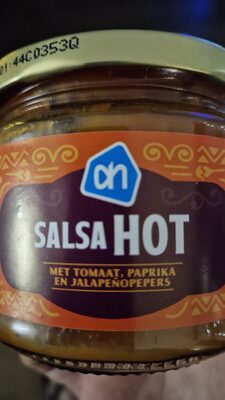 01:44C0353Q
ah
SALSA HOT
MET TOMAAT, PAPRIKA
EN JALAPEÑOPEPERS